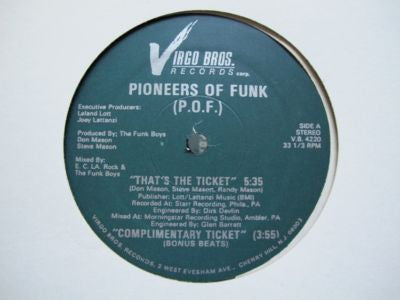 VIRGO BROS.
RECORDS corp.
PIONEERS OF FUNK
(P.O.F.)
Executive Producers:
Leland Lott
Joey Lattanzi
SIDE A
STEREO
V.B. 4220
33 1/3 RPM
Produced By; The Funk Boys
Don Mason
Steve Mason
Mixed By:
E. C. LA. Rock &
The Funk Boys
"THAT'S THE TICKET" 5:35
(Don Mason, Steve Mason, Randy Mason)
Publisher: Lott/Lattanzi Music (BMI)
Recorded At: Starr Recording, Phila., PA
Engineered By: Dirk Devlin
Mixed At: Morningstar Recording Studio, Ambler, PA
Engineered By: Glen Barratt
"COMPLIMENTARY TICKET" (3:55)
(BONUS BEATS)
VIRGO BROS. RECORDS, 2 WEST EVESHAM AVE., CHERRY HILL, N.J. 08003